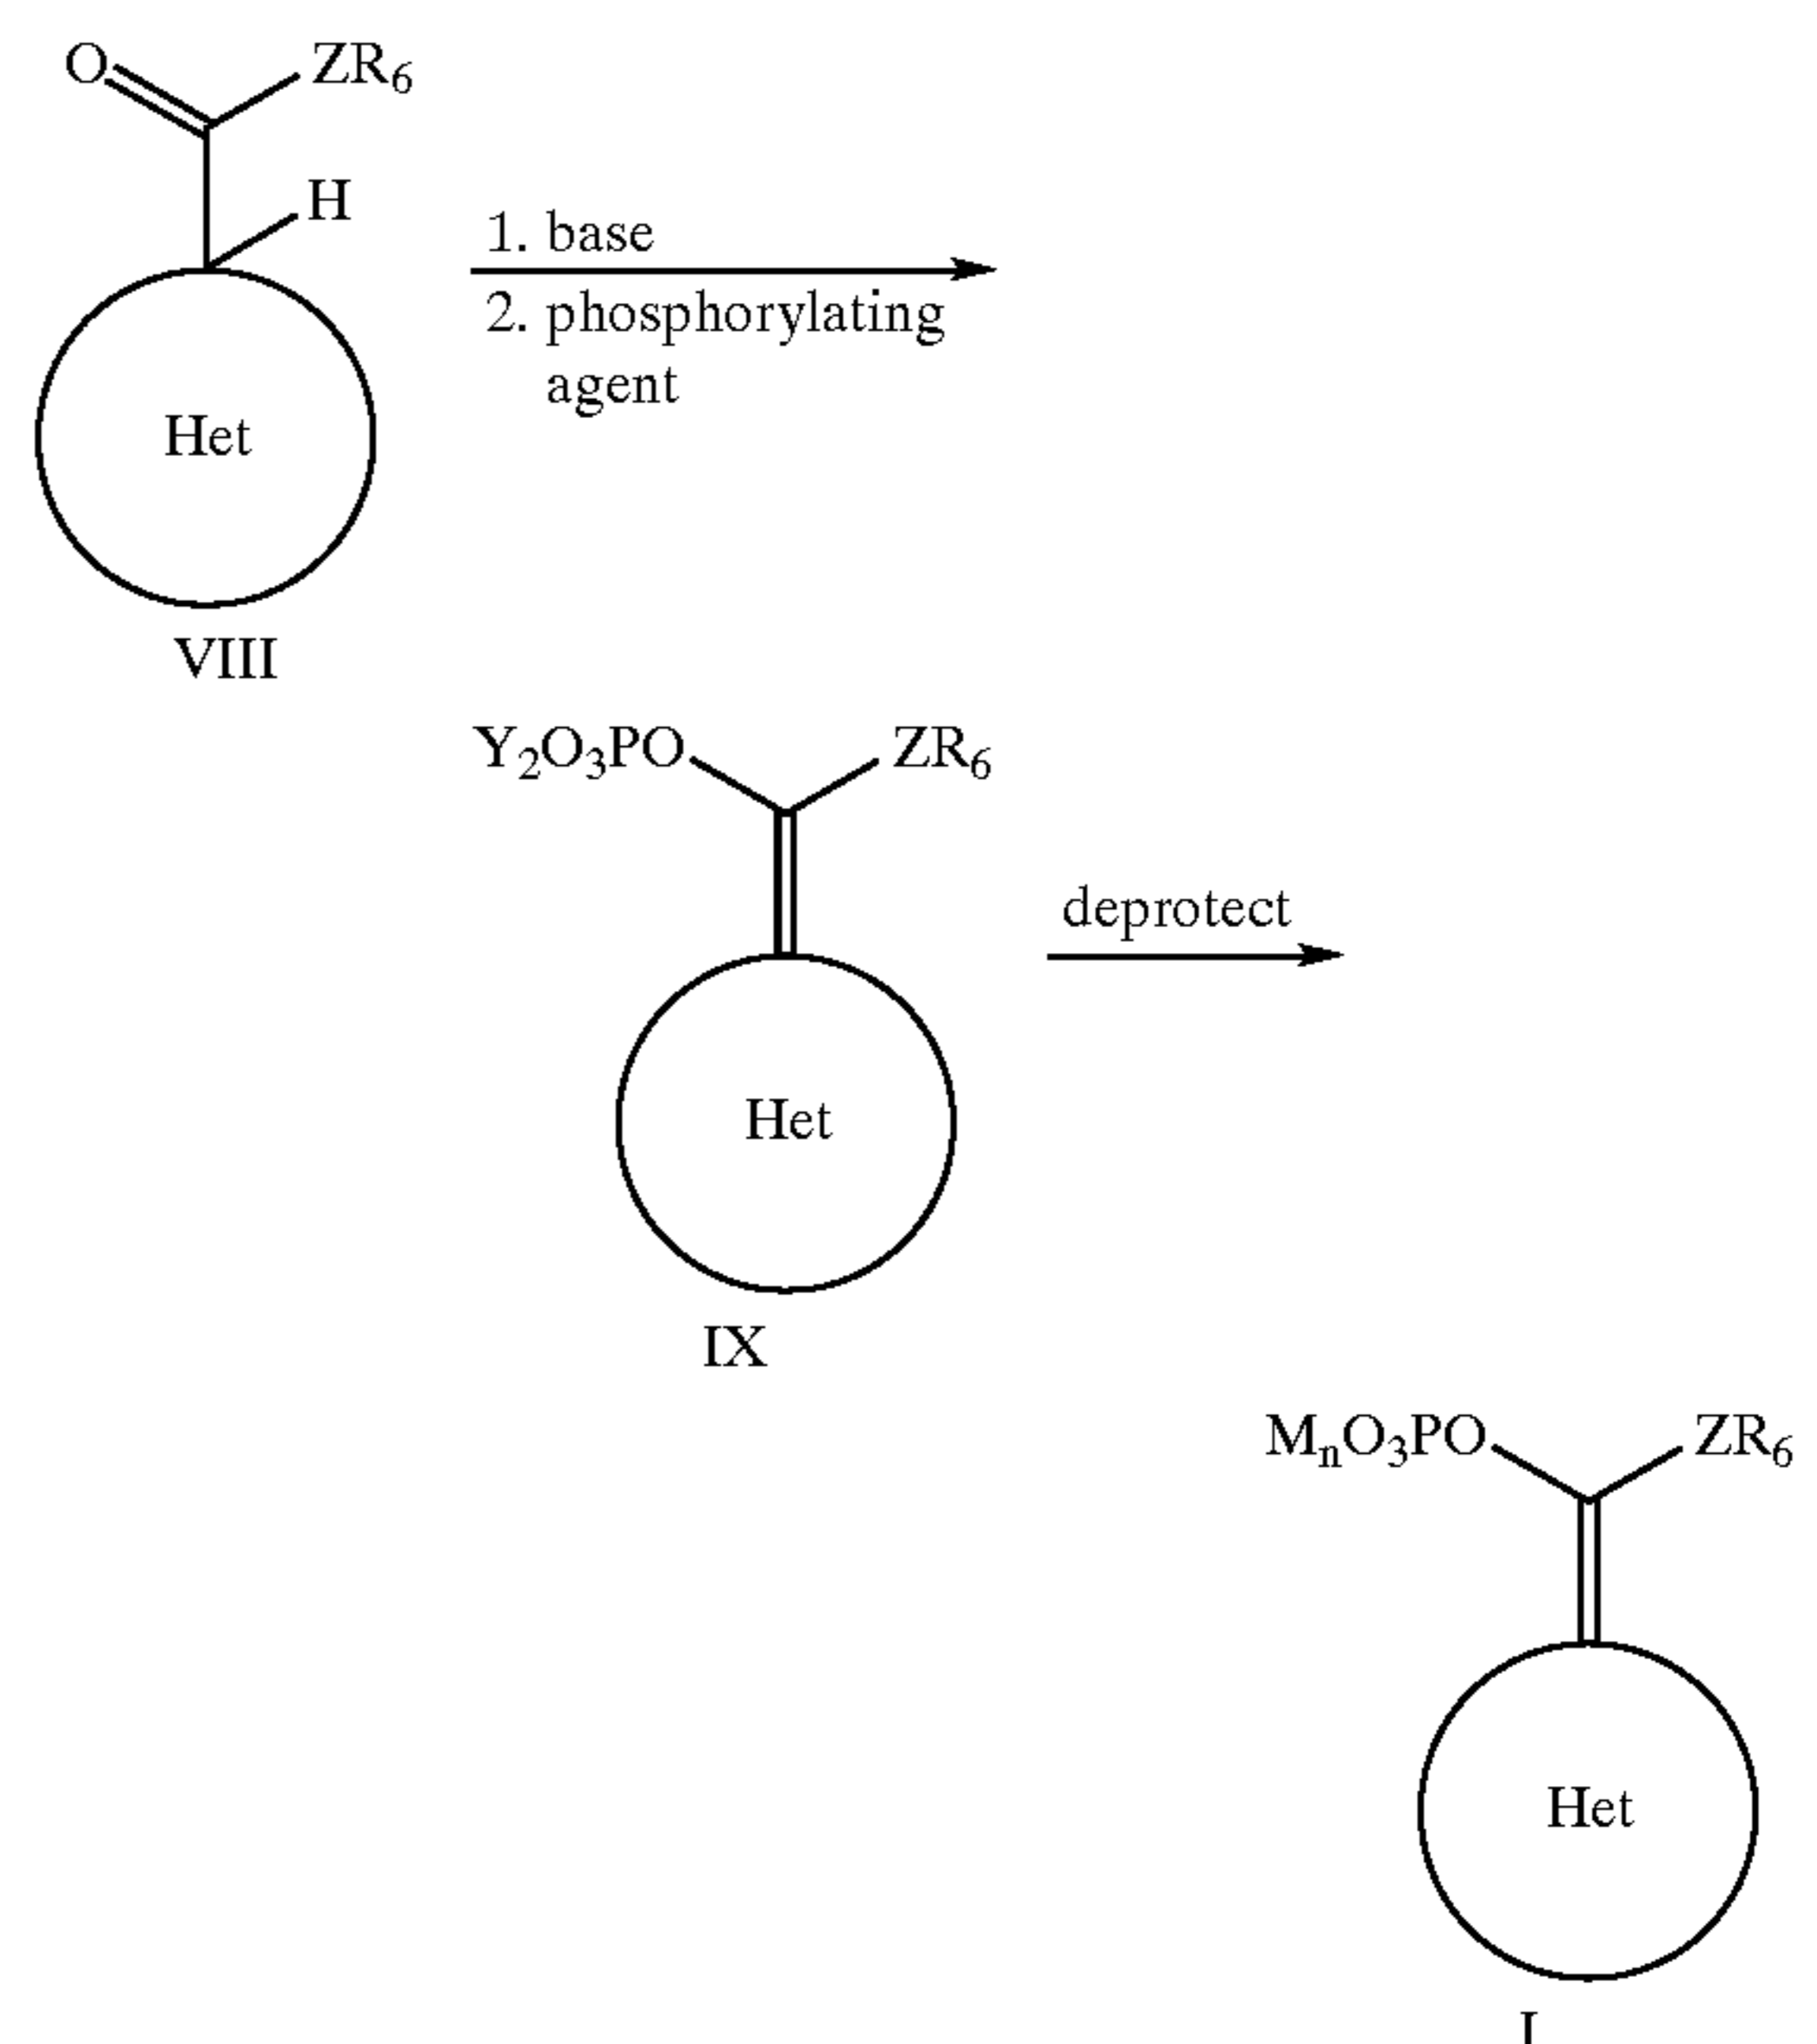 O
ZR6
H
1. base
2. phosphorylating
agent
Het
VIII
Y2O3PO
ZR6
deprotect
Het
IX
MnO3PO
ZR6
Het
I